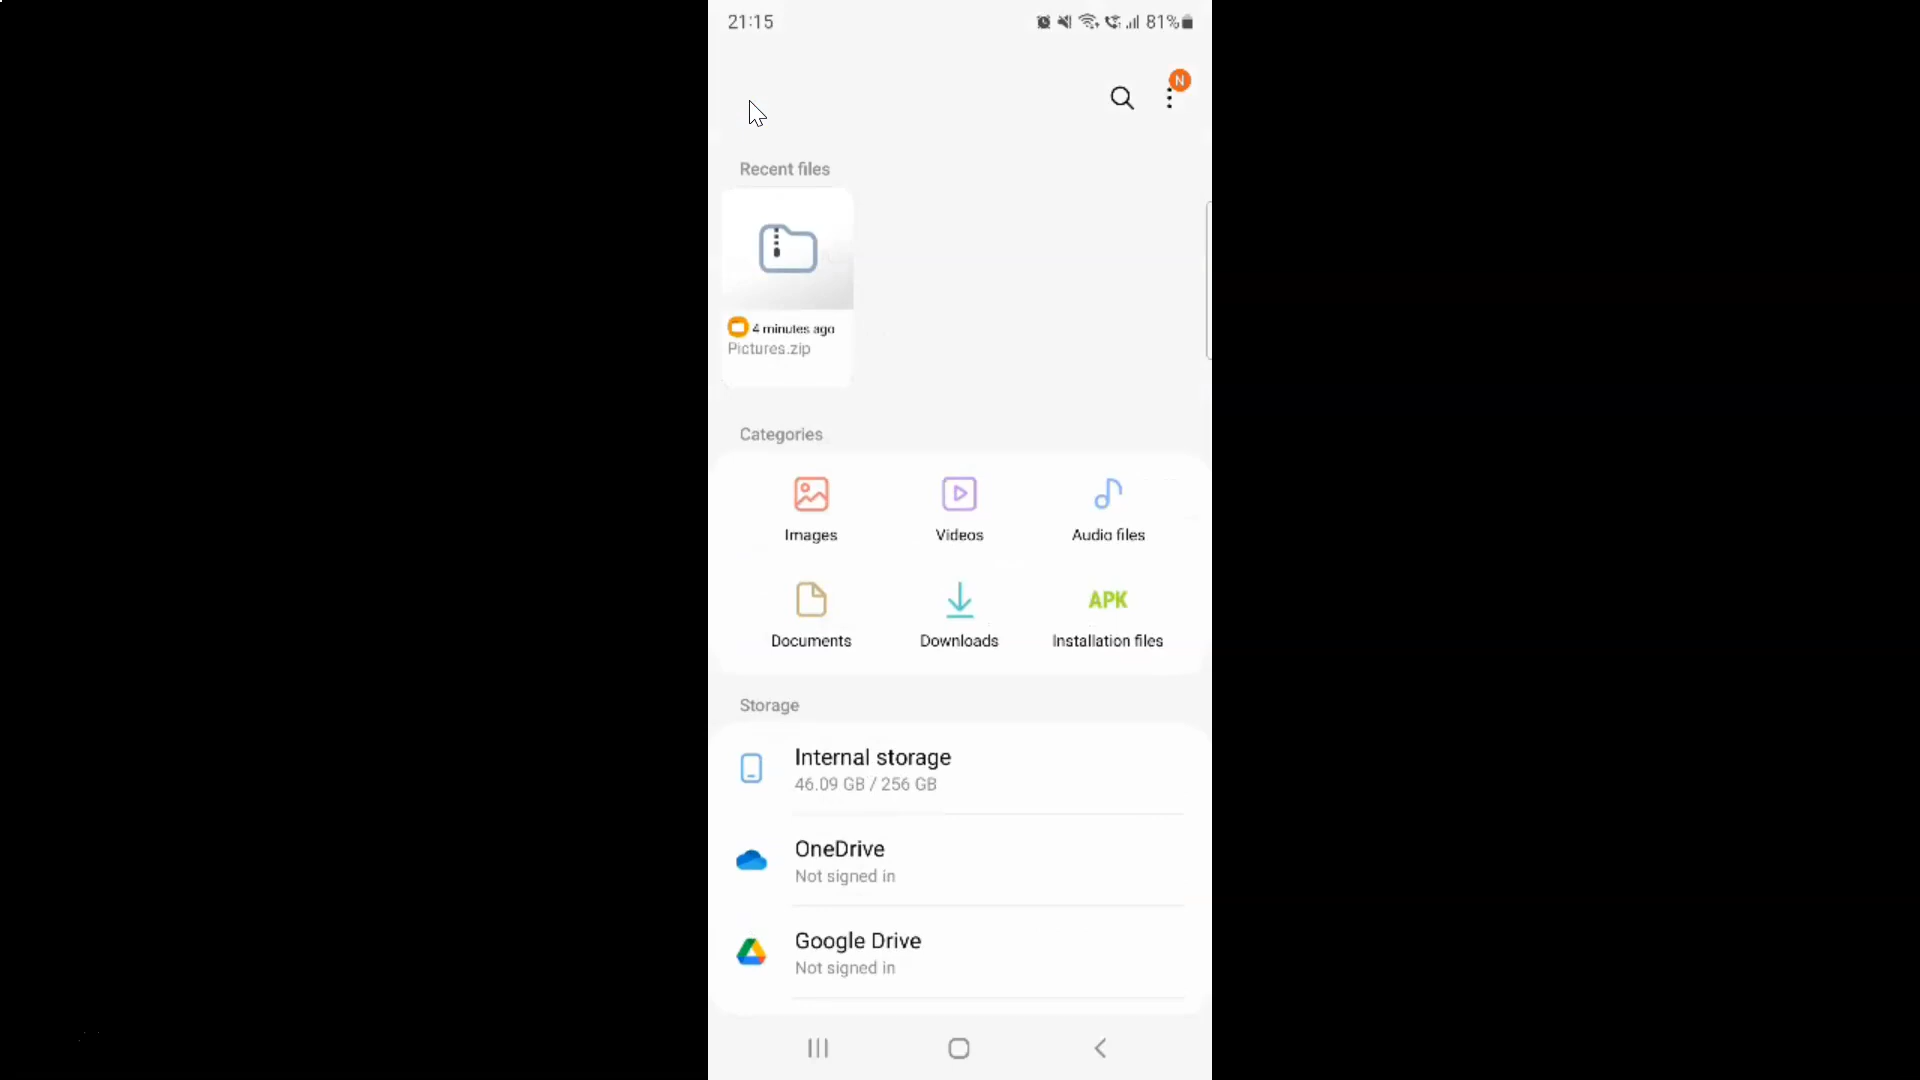 21:15
81%
N
Recent files
4 minutes ago
Pictures.zip
Categories
Images
Videos
Audio files
APK
Documents
Downloads
Installation files
Storage
Internal storage
46.09 GB / 256 GB
OneDrive
Not signed in
Google Drive
Not signed in